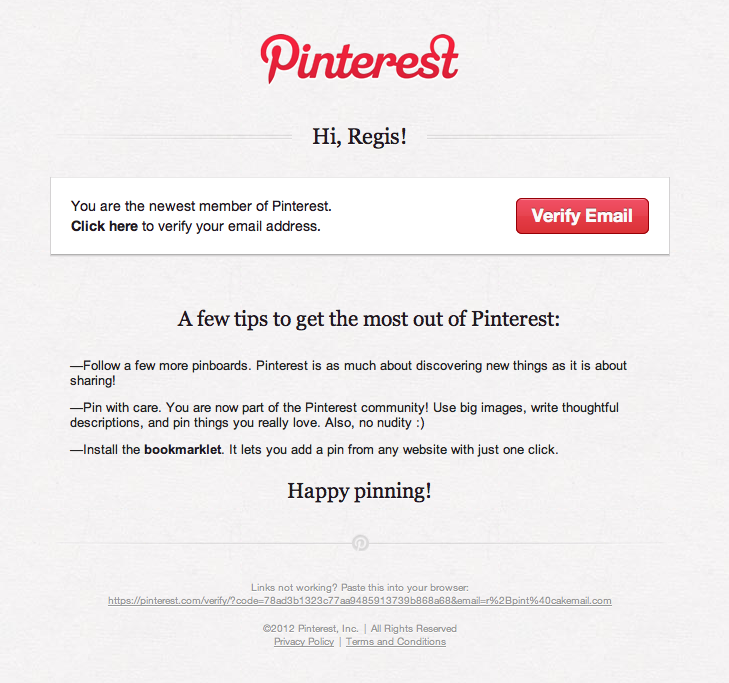 Pinterest
Hi, Regis!
You are the newest member of Pinterest.
Click here to verify your email address.
Verify Email
A few tips to get the most out of Pinterest:
—Follow a few more pinboards. Pinterest is as much about discovering new things as it is about
sharing!
—Pin with care. You are now part of the Pinterest community! Use big images, write thoughtful
descriptions, and pin things you really love. Also, no nudity :)
—Install the bookmarklet. It lets you add a pin from any website with just one click.
Happy pinning!
Links not working? Paste this into your browser:
https://pinterest.com/verify/?code=78ad3b1323c77aa9485913739b868a68&email=r%2Bpint%40cakemail.com
©2012 Pinterest, Inc. | All Rights Reserved
Privacy Policy | Terms and Conditions